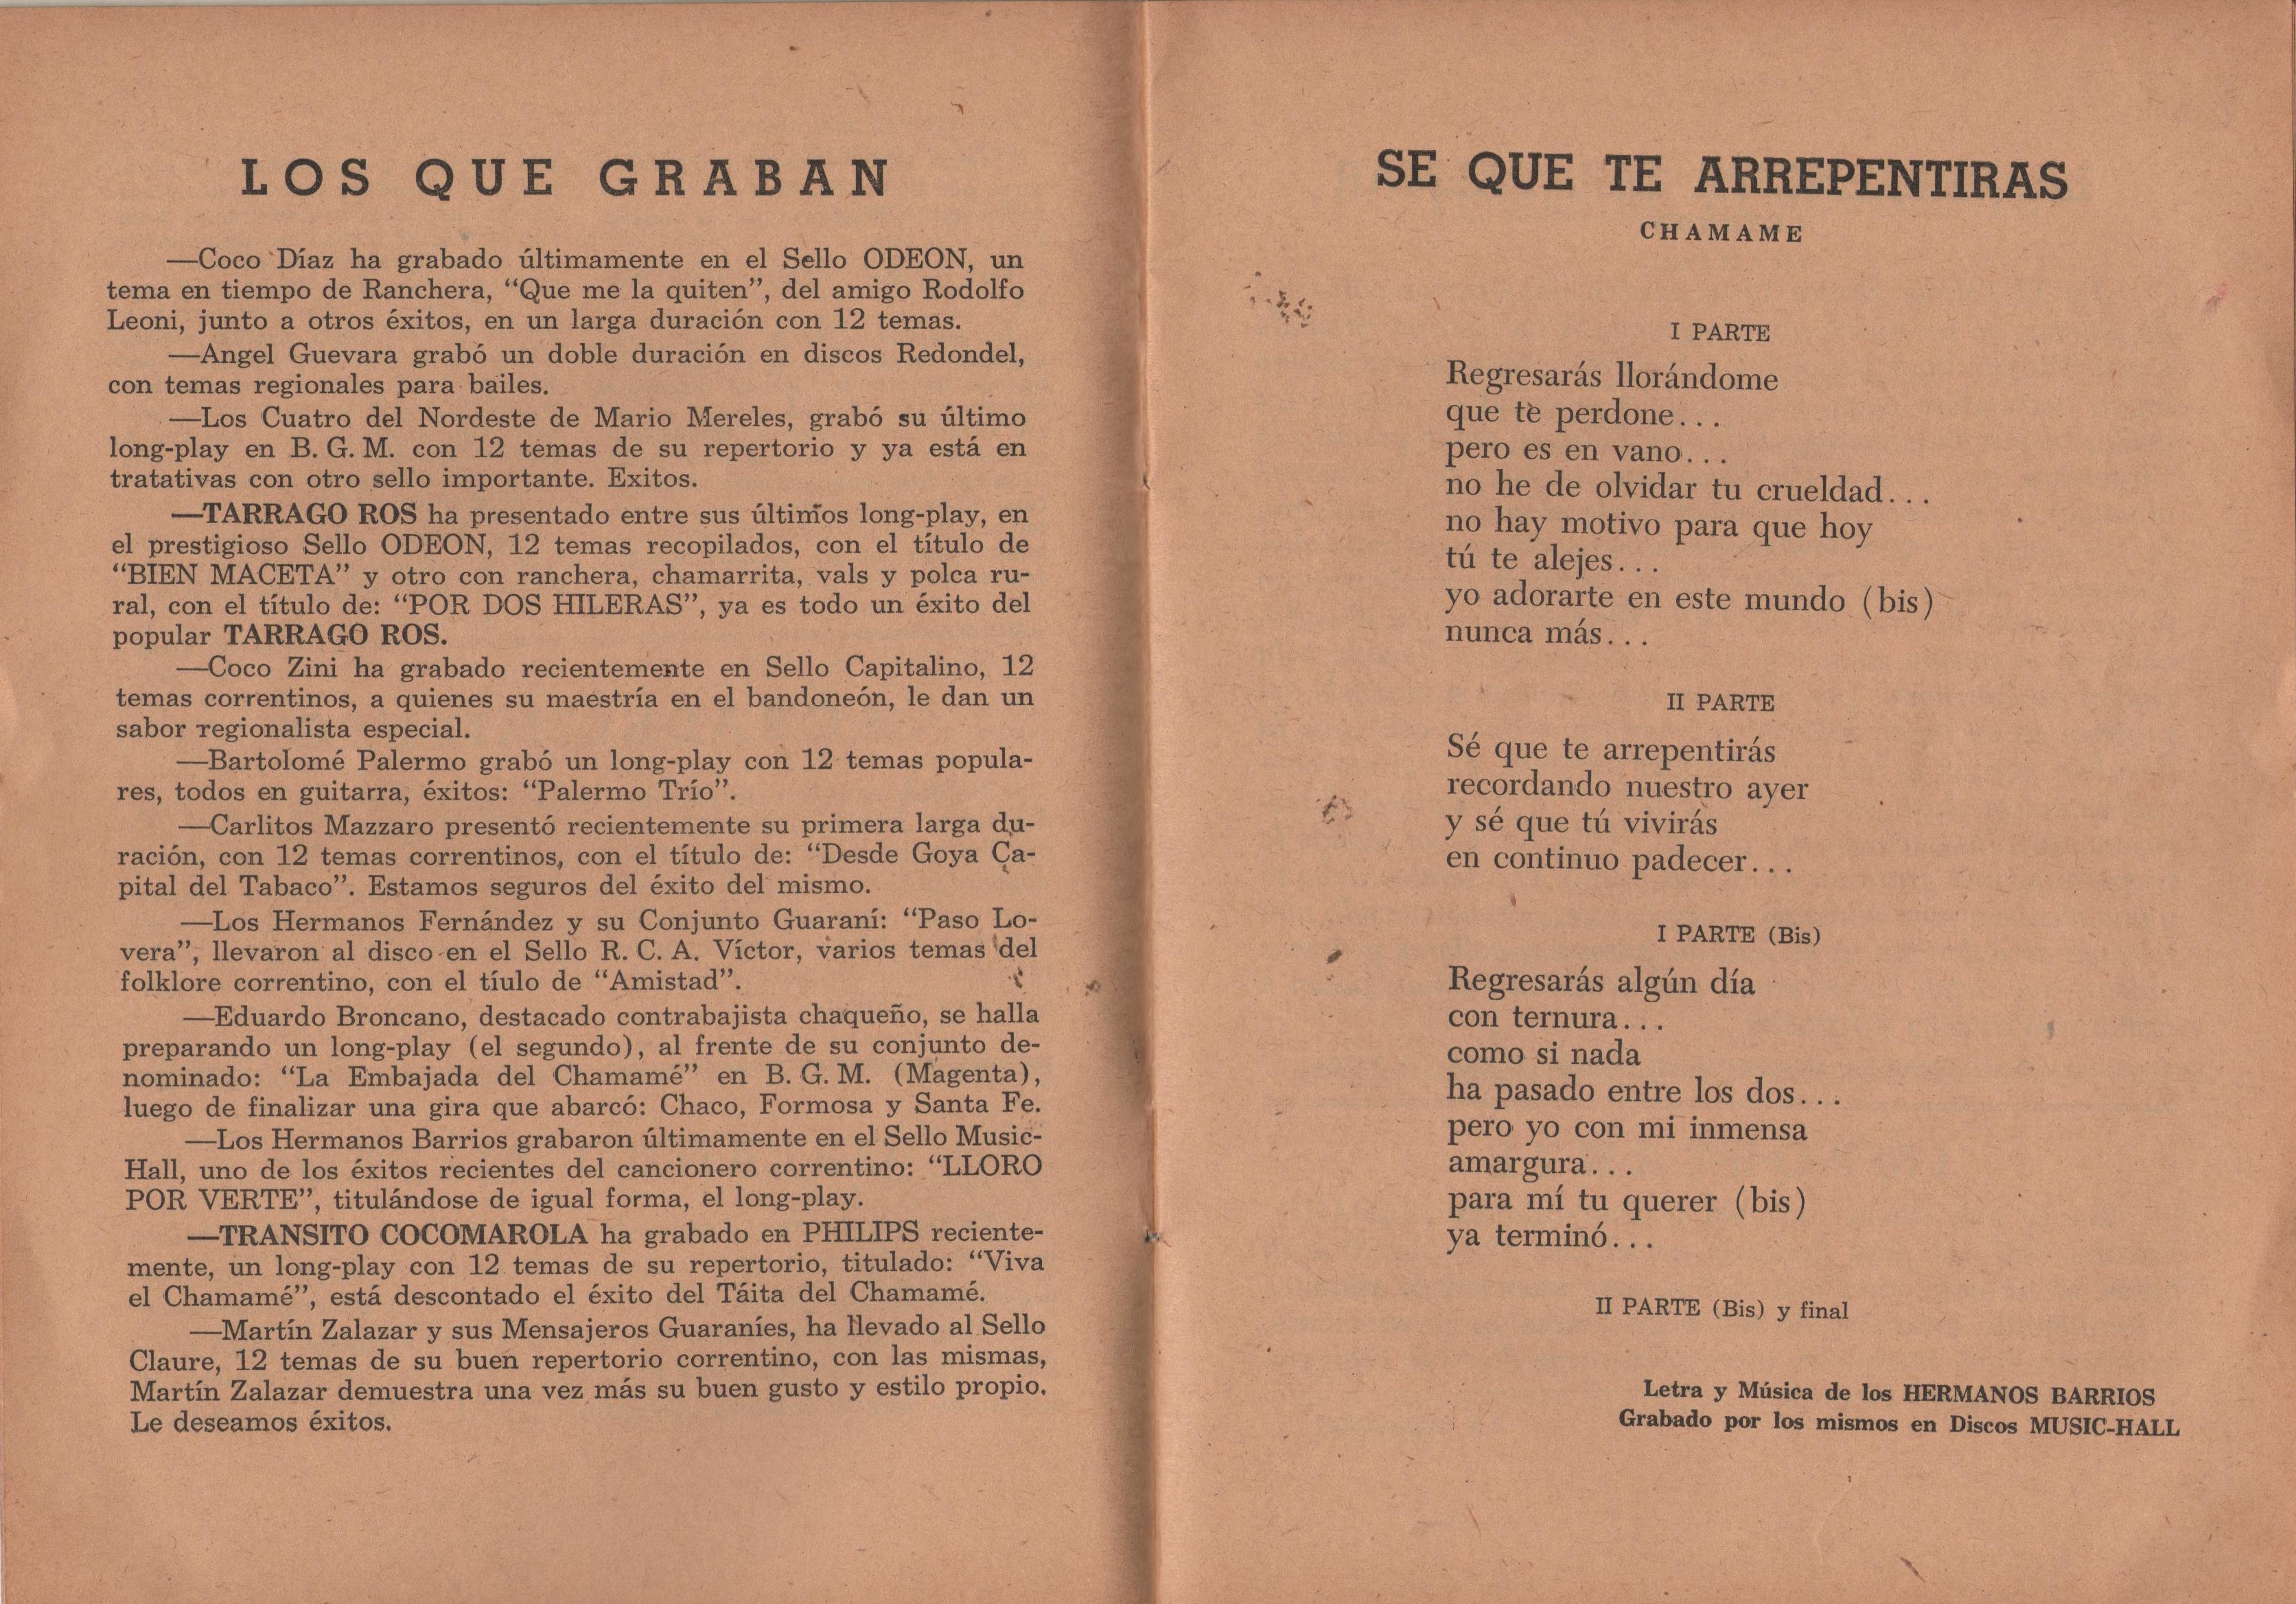 LOS QUE GRABAN
—Coco Díaz ha grabado últimamente en el Sello ODEON, un
tema en tiempo de Ranchera, “Que me la quiten”, del amigo Rodolfo
Leoni, junto a otros éxitos, en un larga duración con 12 temas.
—Angel Guevara grabó un doble duración en discos Redondel,
con temas regionales para bailes.
—Los Cuatro del Nordeste de Mario Mereles, grabó su último
long-play en B. G. M. con 12 temas de su repertorio y ya está en
tratativas con otro sello importante. Exitos.
—TARRAGO ROS ha presentado entre sus últimos long-play, en
el prestigioso Sello ODEON, 12 temas recopilados, con el título de
“BIEN MACETA” y otro con ranchera, chamarrita, vals y polca ru-
ral, con el título de: “POR DOS HILERAS”, ya es todo un éxito del
popular TARRAGO ROS.
—Coco Zini ha grabado recientemente en Sello Capitalino, 12
temas correntinos, a quienes su maestría en el bandoneón, le dan un
sabor regionalista especial.
—Bartolomé Palermo grabó un long-play con 12 temas popula-
res, todos en guitarra, éxitos: “Palermo Trío”.
—Carlitos Mazzaro presentó recientemente su primera larga du-
ración, con 12 temas correntinos, con el título de: “Desde Goya Ca-
pital del Tabaco”. Estamos seguros del éxito del mismo.
—Los Hermanos Fernández y su Conjunto Guaraní: “Paso Lo-
vera”, llevaron al disco en el Sello R. C. A. Víctor, varios temas del
folklore correntino, con el tíulo de “Amistad”.
—Eduardo Broncano, destacado contrabajista chaqueño, se halla
preparando un long-play (el segundo), al frente de su conjunto de-
nominado: “La Embajada del Chamamé” en B. G. M. (Magenta),
luego de finalizar una gira que abarcó: Chaco, Formosa y Santa Fe.
—Los Hermanos Barrios grabaron últimamente en el Sello Music-
Hall, uno de los éxitos recientes del cancionero correntino: “LLORO
POR VERTE”, titulándose de igual forma, el long-play.
—TRANSITO COCOMAROLA ha grabado en PHILIPS reciente-
mente, un long-play con 12 temas de su repertorio, titulado: “Viva
el Chamamé”, está descontado el éxito del Táita del Chamamé.
—Martín Zalazar y sus Mensajeros Guaraníes, ha llevado al Sello
Claure, 12 temas de su buen repertorio correntino, con las mismas,
Martín Zalazar demuestra una vez más su buen gusto y estilo propio.
Le deseamos éxitos.
SE QUE TE ARREPENTIRAS
CHAMAME
I PARTE
Regresarás llorándome
que te perdone...
pero es en vano...
no he de olvidar tu crueldad...
no hay motivo para que hoy
tú te alejes...
yo adorarte en este mundo (bis)
nunca más...
II PARTE
Sé que te arrepentirás
recordando nuestro ayer
y sé que tú vivirás
en continuo padecer...
I PARTE (Bis)
Regresarás algún día
con ternura...
como si nada
ha pasado entre los dos...
pero yo con mi inmensa
amargura...
para mí tu querer (bis)
ya terminó...
II PARTE (Bis) y final
Letra y Música de los HERMANOS BARRIOS
Grabado por los mismos en Discos MUSIC-HALL